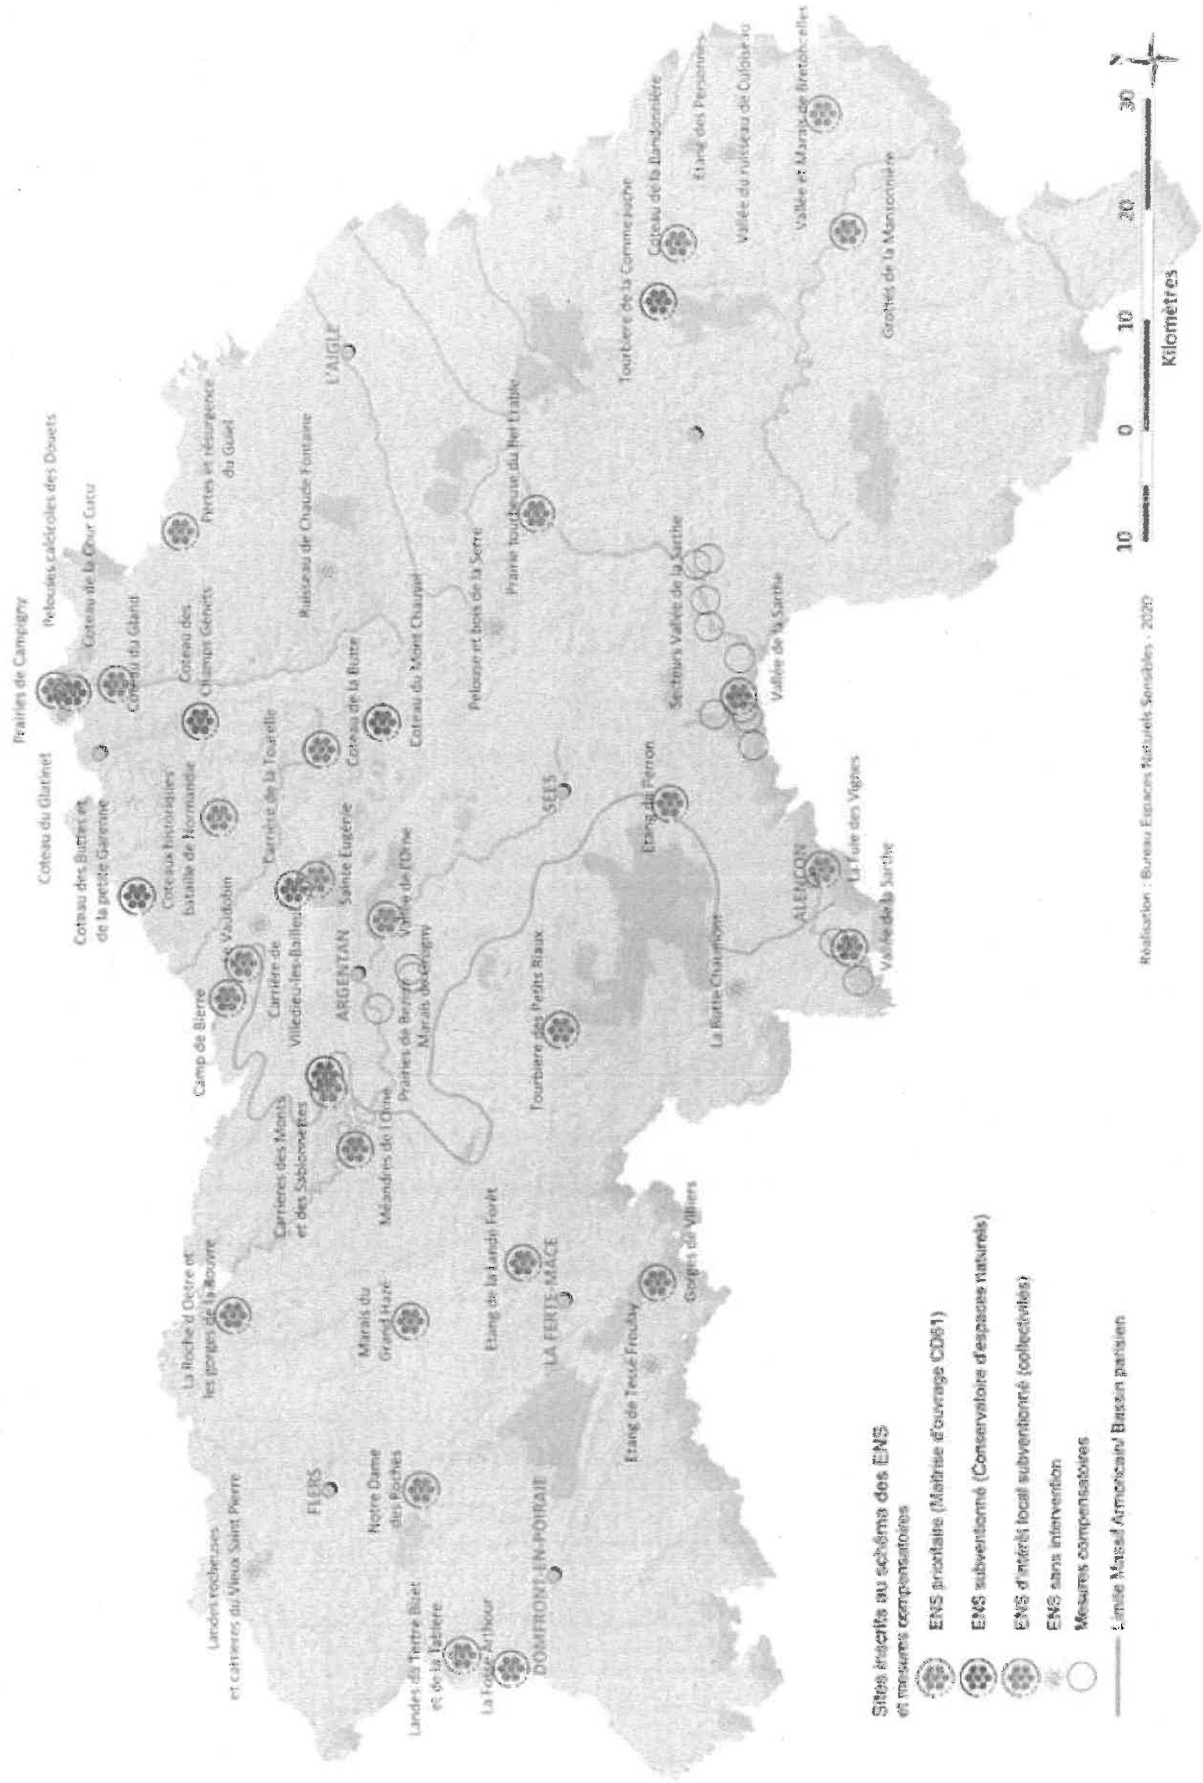 Prairies de Campigny
Pelouses calcicoles des Douets
Coteau de la Cour Cucu
Coteau du Gland
Coteau du Glatinet
Coteau des Buttes et
de la petite Garenne
Coteaux historiques
bataille de Normandie
Coteau des
Champs Genêts
Pertes et résurgence
du Guiel
Ruisseau de Chaude Fontaine
L'AIGLE
Carrière de la Tourelle
Coteau de la Butte
Coteau du Mont Chauvel
Pelouse et bois de la Serre
Prairie tourbeuse du Bel Erable
Tourbière de la Commeauche
Coteau de la Bandonnière
Etang des Personnes
Vallée du ruisseau de Culoiseau
Vallée et Marais de Bretoncelles
Grottes de la Mansonnière
Camp de Bierre
Le Vaudobin
Carrière de
Villedieu-les-Bailleul
Sainte Eugénie
ARGENTAN
Vallée de l'Orne
Prairies de Bezion
Marais de
SEES
Secteurs Vallée de la Sarthe
Vallée de la Sarthe
Etang du Perron
ALENCON
La Fuie des Vignes
Vallée de la Sarthe
La Butte Chaumont
Tourbière des Petits Riaux
Carrières des Monts
et des Sablonnettes
Méandres de l'Orne
La Roche d'Oetre et
les gorges de la Rouvre
Marais du
Grand Hazé
Etang de la Lande Forêt
LA FERTE-MACE
Gorges de Villiers
Etang de Tessé Froulay
Landes rocheuses
et carrières du Vieux Saint Pierre
FLERS
Notre Dame
des Roches
Landes du Tertre Bizet
et de la Tablère
La Fosse Arthour
DOMFRONT-EN-POIRAIE
Sites inscrits au schéma des ENS
et mesures compensatoires
ENS prioritaire (Maîtrise d'ouvrage CD61)
ENS subventionné (Conservatoire d'espaces naturels)
ENS d'intérêt local subventionné (collectivités)
ENS sans intervention
Mesures compensatoires
Limite Massif Armoricain/ Bassin parisien
Réalisation : Bureau Espaces Naturels Sensibles - 2020
10 0 10 20 30
Kilomètres
N